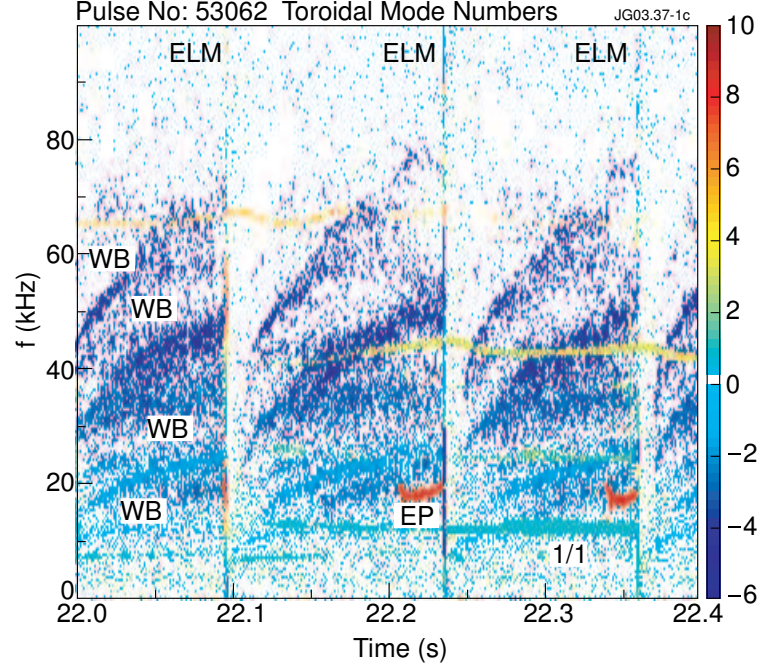 Pulse No: 53062 Toroidal Mode Numbers
JG03.37-1c
ELM ELM ELM
WB
WB
WB
WB
EP
1/1
f (kHz)
80
60
40
20
0
22.0 22.1 22.2 22.3 22.4
Time (s)
10
8
6
4
2
0
−2
−4
−6